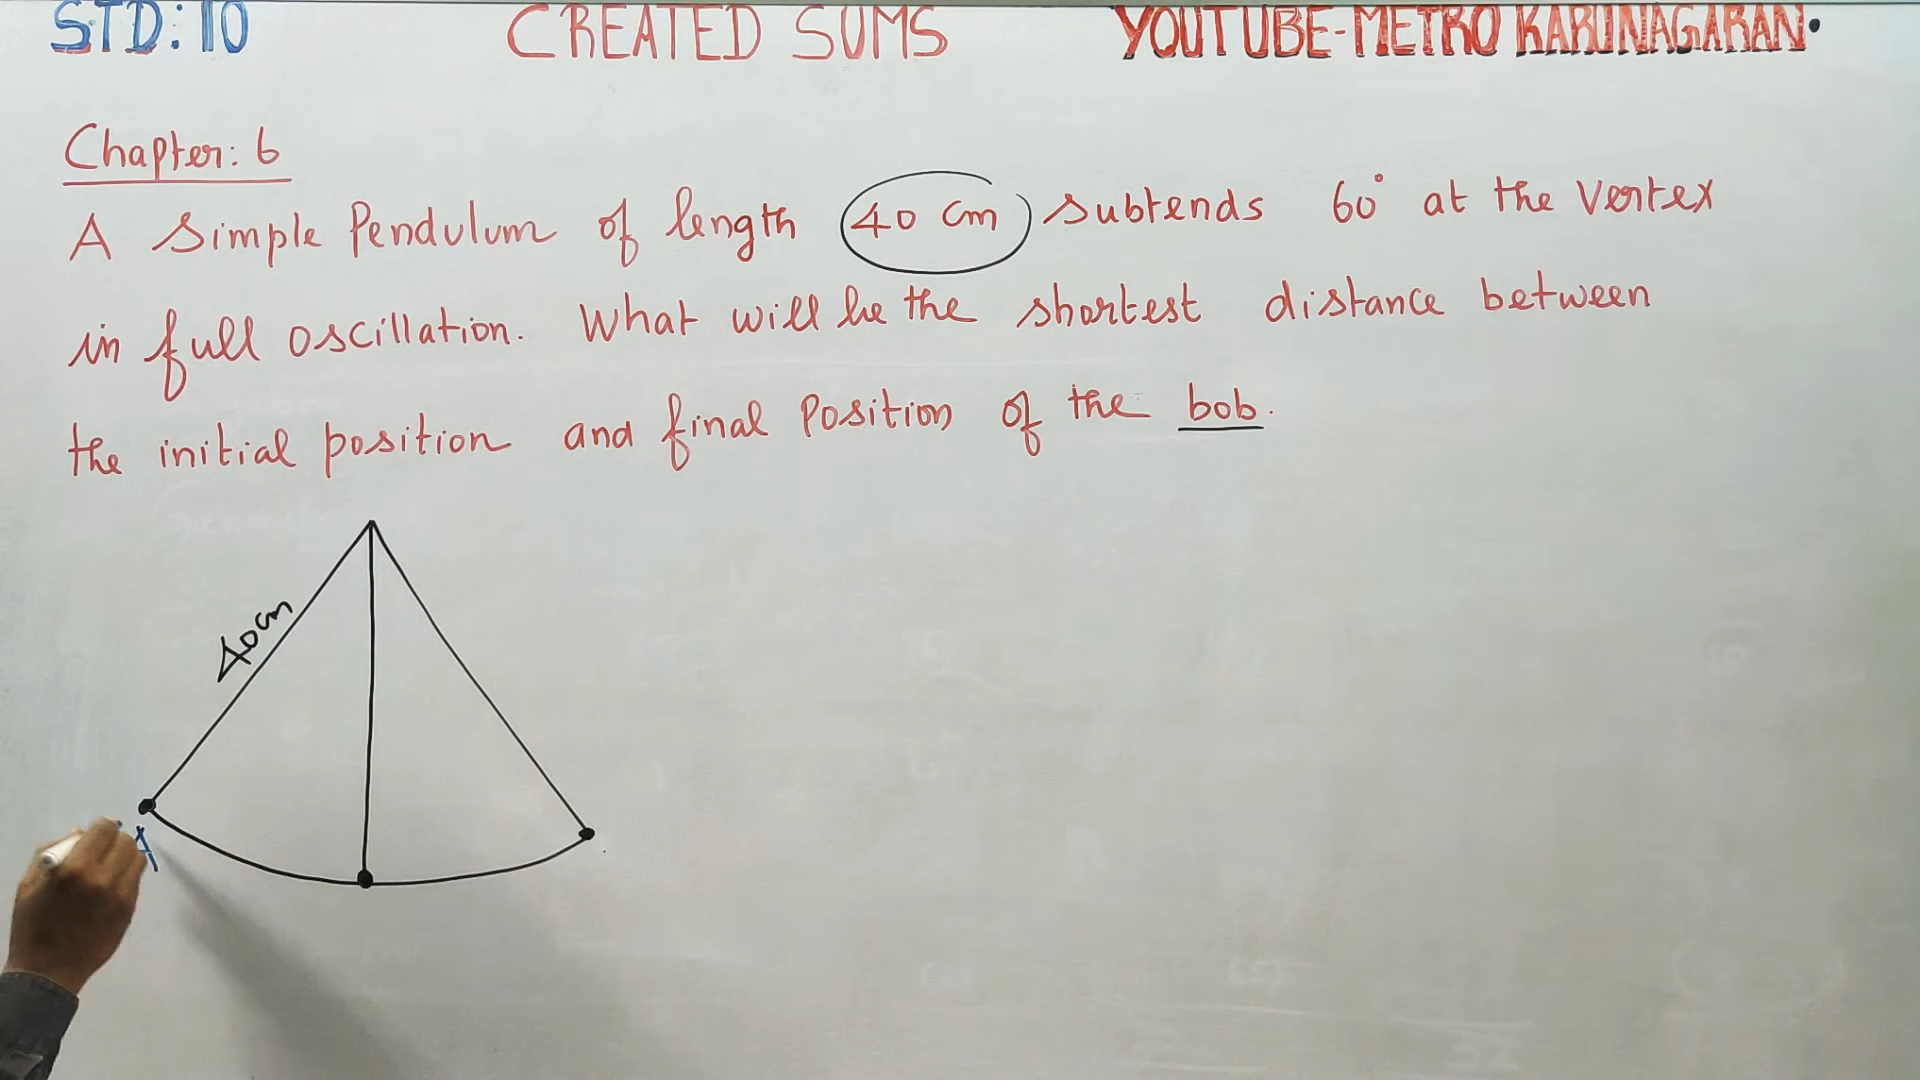 STD: 10 CREATED SUMS YOUTUBE-METRO KARUNAGARAN.
Chapter: 6
A Simple Pendulum of length 40 cm subtends 60° at the Vertex
in full oscillation. What will be the shortest distance between
the initial position and final Position of the bob.
40cm
A